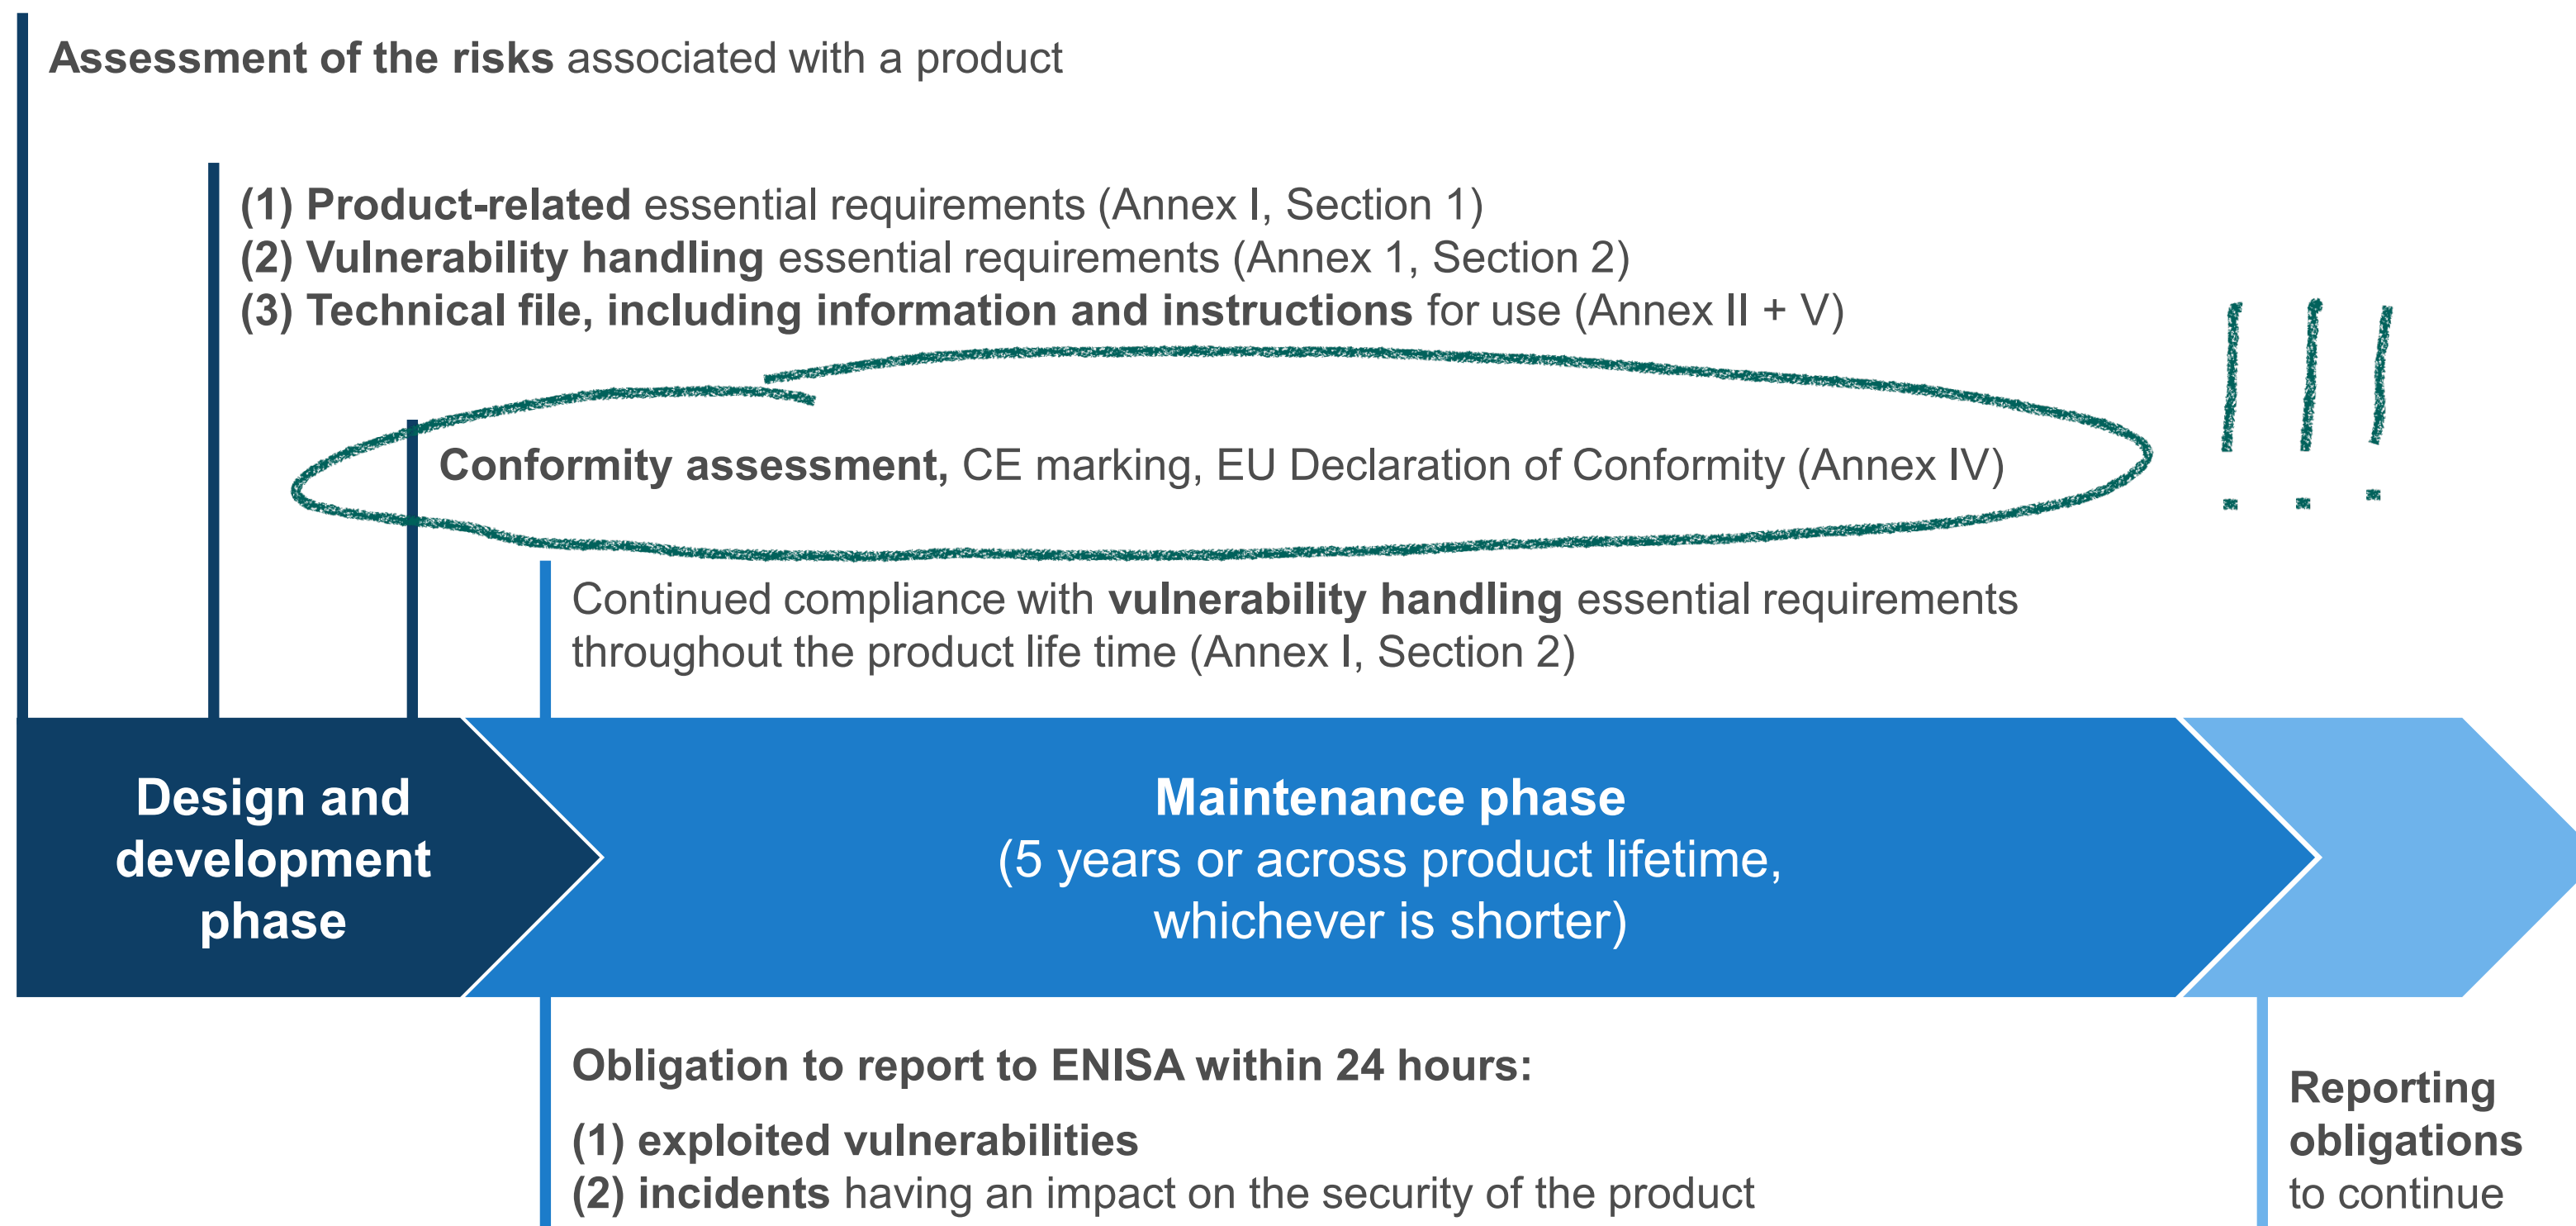 Assessment of the risks associated with a product
(1) Product-related essential requirements (Annex I, Section 1)
(2) Vulnerability handling essential requirements (Annex 1, Section 2)
(3) Technical file, including information and instructions for use (Annex II + V)
!!!
Conformity assessment, CE marking, EU Declaration of Conformity (Annex IV)
Continued compliance with vulnerability handling essential requirements
throughout the product life time (Annex I, Section 2)
Design and
development
phase
Maintenance phase
(5 years or across product lifetime,
whichever is shorter)
Obligation to report to ENISA within 24 hours:
(1) exploited vulnerabilities
(2) incidents having an impact on the security of the product
Reporting
obligations
to continue